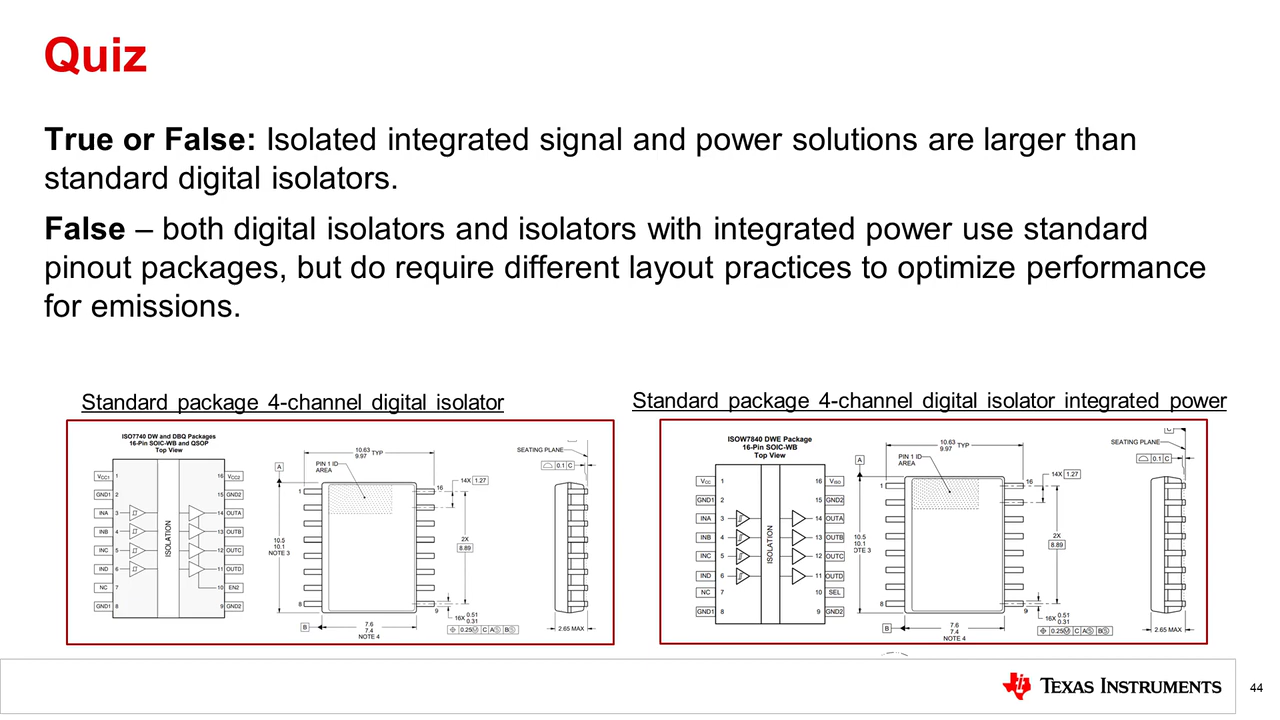 Quiz
True or False: Isolated integrated signal and power solutions are larger than
standard digital isolators.
False – both digital isolators and isolators with integrated power use standard
pinout packages, but do require different layout practices to optimize performance
for emissions.
Standard package 4-channel digital isolator
ISO7740 DW and DBQ Packages
16-Pin SOIC-WB and QSOP
Top View
VCC1 1 16 VCC2
GND1 2 15 GND2
INA 3 14 OUTA
INB 4 13 OUTB
INC 5 12 OUTC
IND 6 11 OUTD
NC 7 10 EN2
GND1 8 9 GND2
ISOLATION
10.63
9.97 TYP
PIN 1 ID
AREA
A
1
16
14X 1.27
10.5
10.1
NOTE 3
2X
8.89
8
9
B
7.6
7.4
NOTE 4
16X 0.51
0.31
0.25 M C A S B S
SEATING PLANE
0.1 C
2.65 MAX
Standard package 4-channel digital isolator integrated power
ISOW7840 DWE Package
16-Pin SOIC-WB
Top View
VCC 1 16 VISO
GND1 2 15 GND2
INA 3 14 OUTA
INB 4 13 OUTB
INC 5 12 OUTC
IND 6 11 OUTD
NC 7 10 SEL
GND1 8 9 GND2
ISOLATION
10.63
9.97 TYP
PIN 1 ID
AREA
A
1
16
14X 1.27
10.5
10.1
OTE 3
2X
8.89
8
9
B
7.6
7.4
NOTE 4
16X 0.51
0.31
0.25 M C A S B S
C
SEATING PLANE
0.1 C
2.65 MAX
TEXAS INSTRUMENTS
44